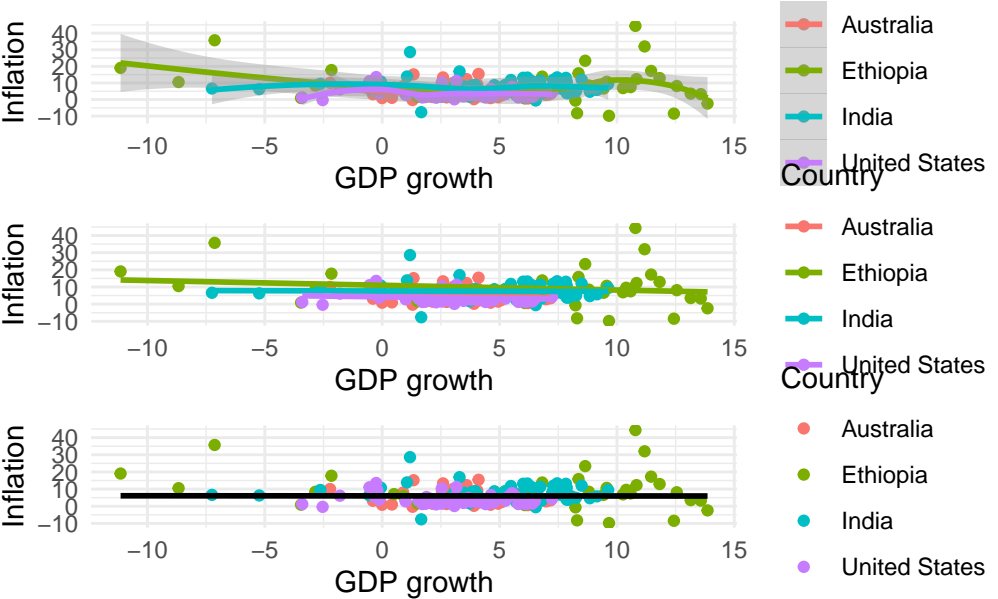 Inflation
40
30
20
10
0
−10
−10
−5
0
5
10
15
GDP growth
Australia
Ethiopia
India
United States
Country
Inflation
40
30
20
10
0
−10
−10
−5
0
5
10
15
GDP growth
Australia
Ethiopia
India
United States
Country
Inflation
40
30
20
10
0
−10
−10
−5
0
5
10
15
GDP growth
Australia
Ethiopia
India
United States